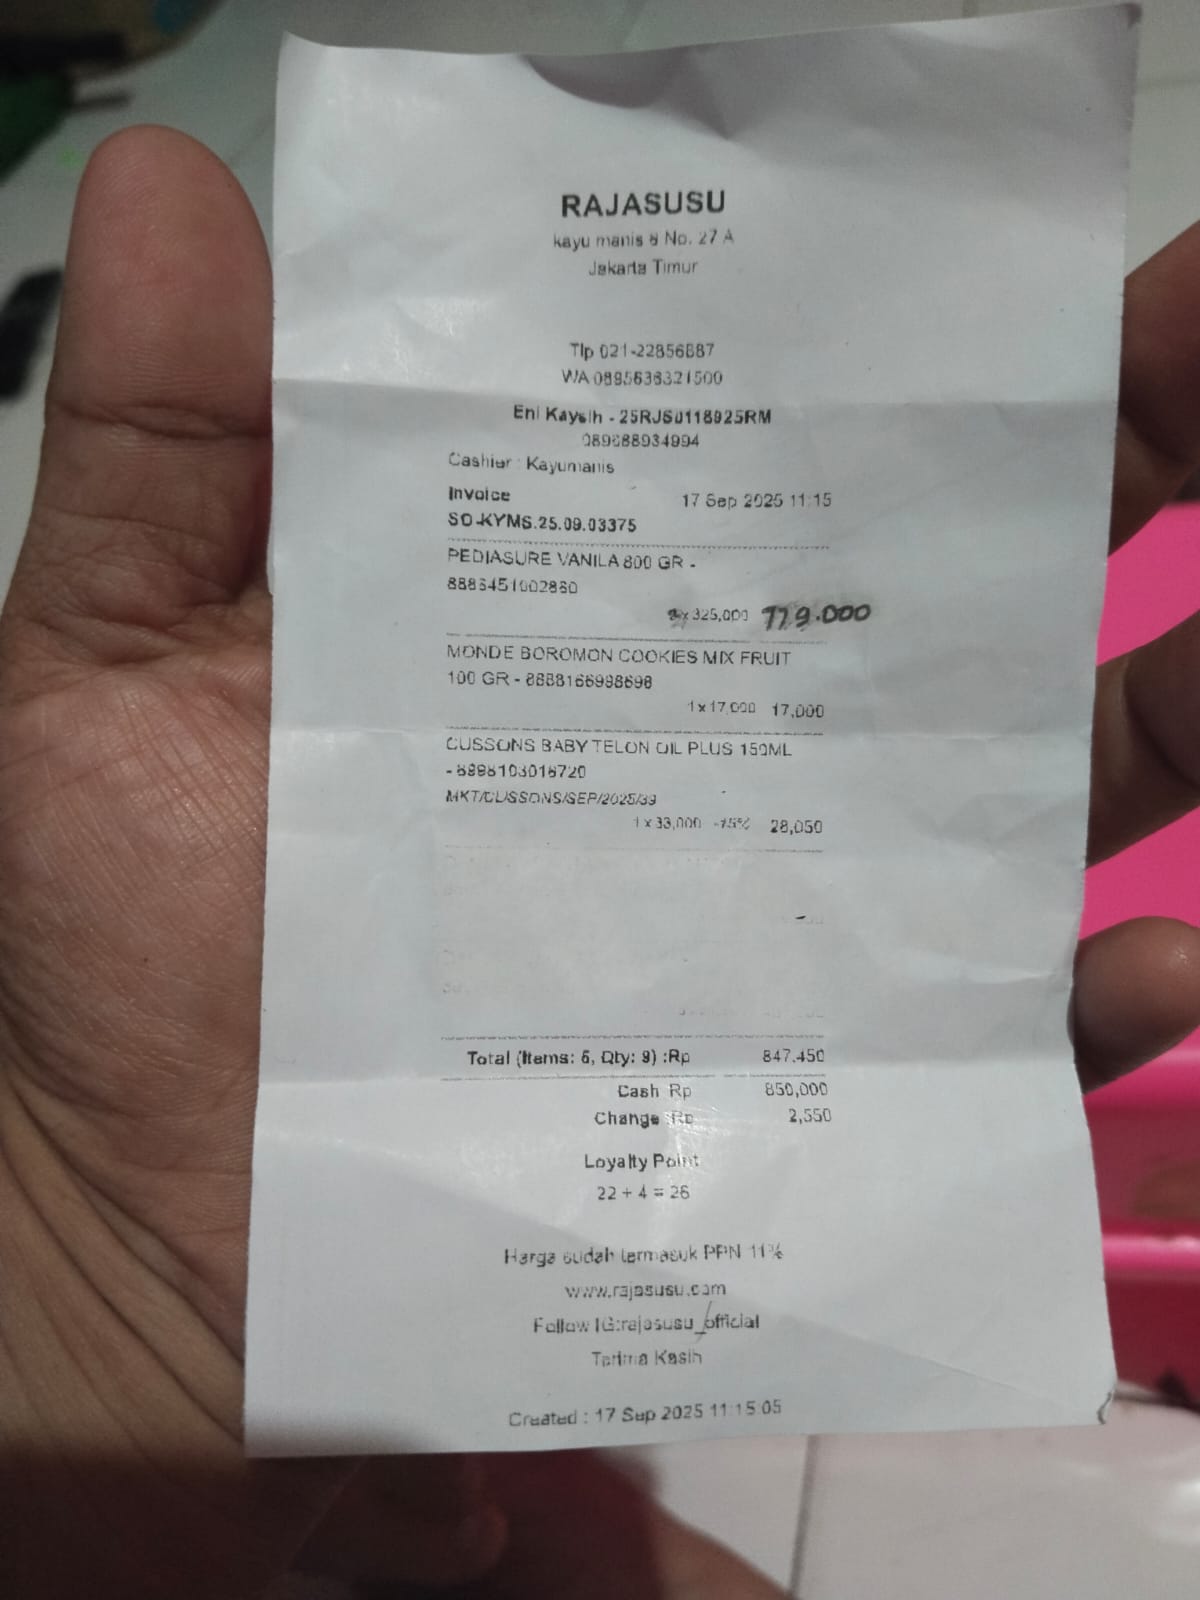 RAJASUSU
kayu manis 8 No. 27 A
Jakarta Timur
Tlp 021-22856887
WA 0895636321500
Eni Kaysih - 25RJS0118925RM
Cashier : Kayumanis
Invoice 17 Sep 2025 11:15
SO-KYMS.25.09.03375
PEDIASURE VANILA 800 GR -
8886451002860
x 325,000 779.000
MONDE BOROMON COOKIES MIX FRUIT
100 GR - 8888166998698
1 x 17,000 17,000
CUSSONS BABY TELON OIL PLUS 150ML
- 8998103016720
MKT/CUSSONS/SEP/2025/39
1 x 33,000 -15% 28,050
Total (Items: 5, Qty: 9) :Rp 847.450
Cash Rp 850,000
Change Rp 2,550
Loyalty Point
22 + 4 = 26
Harga sudah termasuk PPN 11%
www.rajasusu.com
Follow IG:rajasusu_official
Terima Kasih
Created : 17 Sep 2025 11:15:05